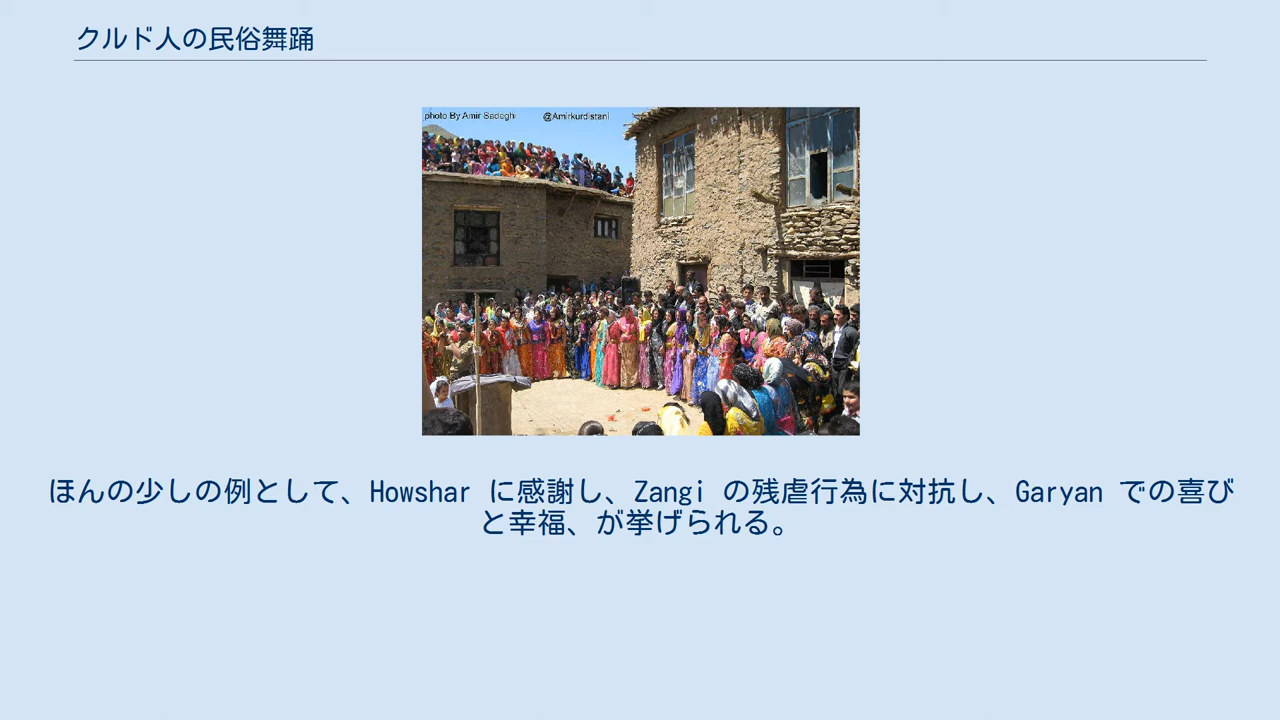 クルド人の民俗舞踊
photo By Amir Sadeghi @Amirkurdistani
ほんの少しの例として、Howshar に感謝し、Zangi の残虐行為に対抗し、Garyan での喜び
と幸福、が挙げられる。